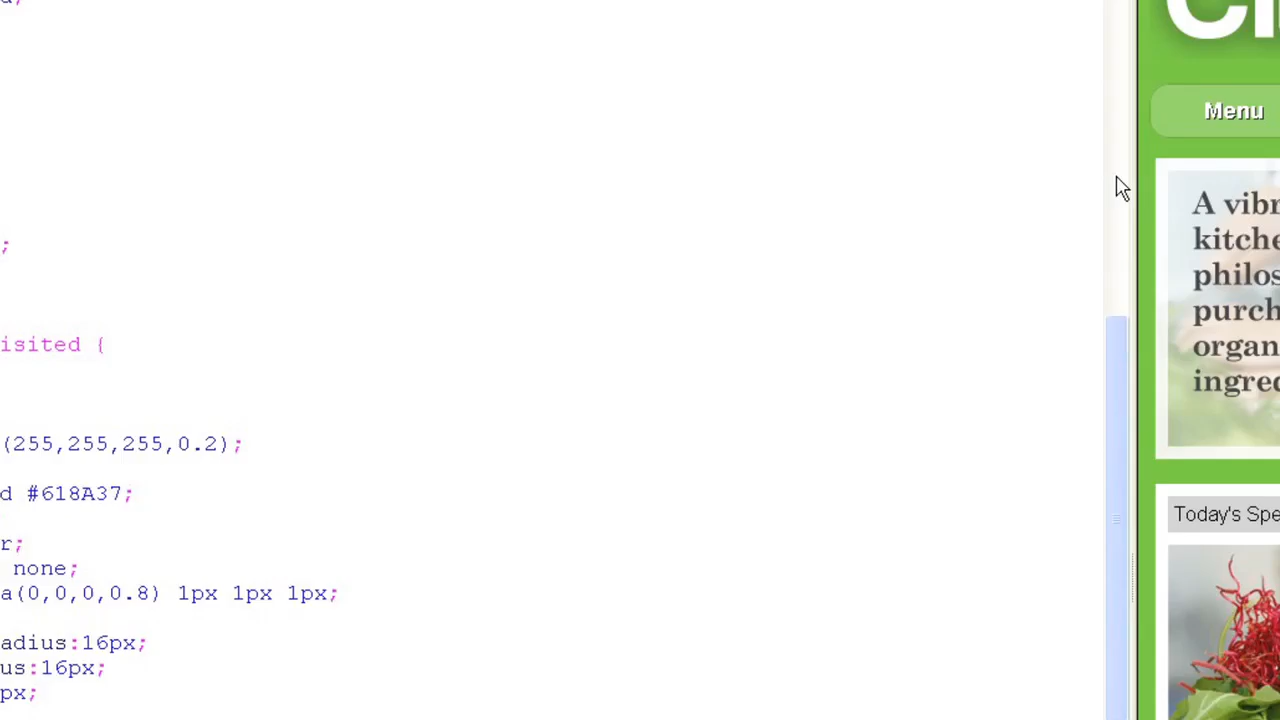 ;
isited {
(255,255,255,0.2);
d #618A37;
r;
none;
a(0,0,0,0.8) 1px 1px 1px;
adius:16px;
us:16px;
px;
Menu
A vibr
kitche
philos
purch
organ
ingred
Today's Spe